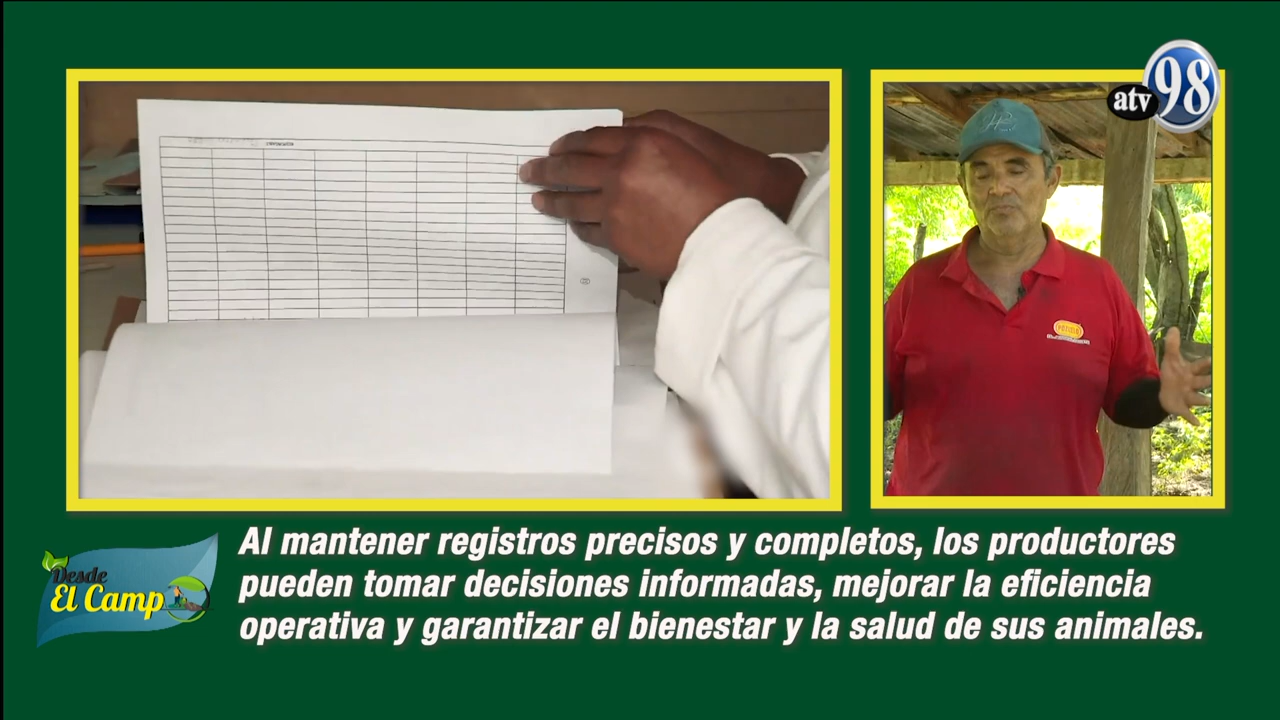 atv 98
Al mantener registros precisos y completos, los productores
pueden tomar decisiones informadas, mejorar la eficiencia
operativa y garantizar el bienestar y la salud de sus animales.
Desde
El Campo